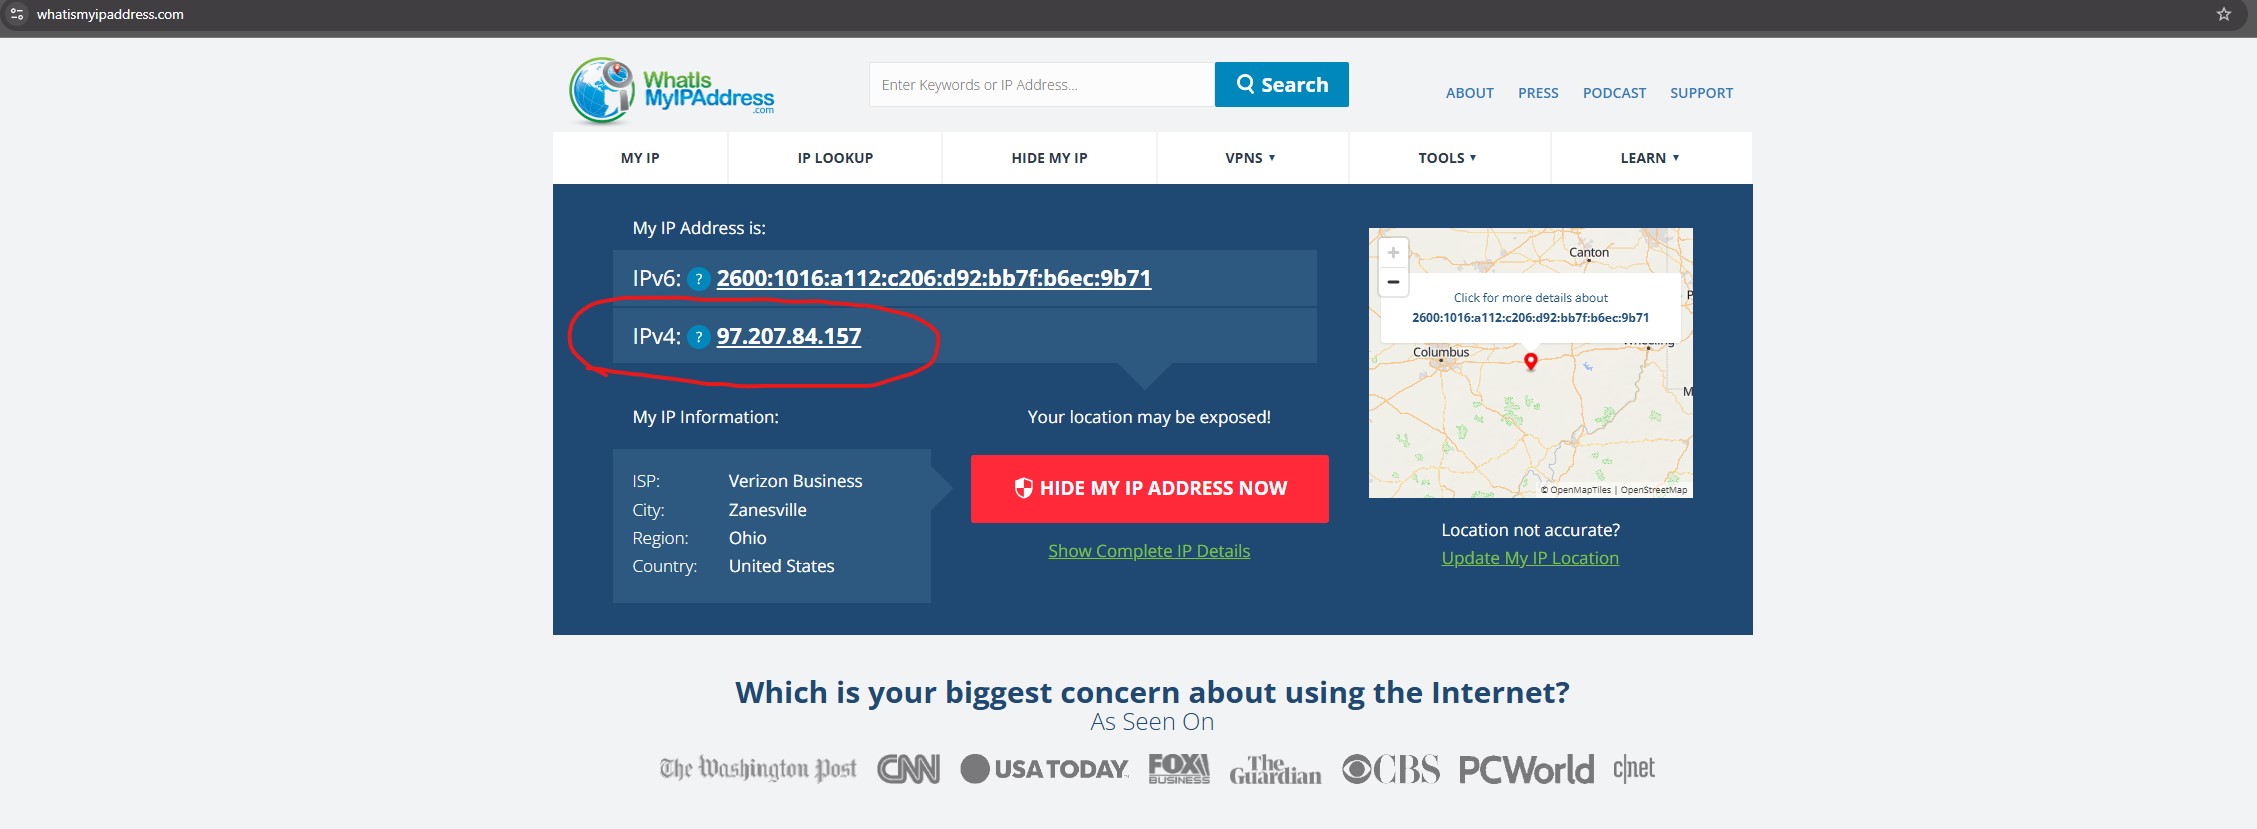 whatismyipaddress.com
WhatIs
MyIPAddress
.com
Enter Keywords or IP Address...
Search
ABOUT PRESS PODCAST SUPPORT
MY IP IP LOOKUP HIDE MY IP VPNS ▼ TOOLS ▼ LEARN ▼
My IP Address is:
IPv6: ? 2600:1016:a112:c206:d92:bb7f:b6ec:9b71
IPv4: ? 97.207.84.157
My IP Information:
ISP: Verizon Business
City: Zanesville
Region: Ohio
Country: United States
Your location may be exposed!
HIDE MY IP ADDRESS NOW
Show Complete IP Details
+
−
Canton
Click for more details about
2600:1016:a112:c206:d92:bb7f:b6ec:9b71
P
Columbus
M
© OpenMapTiles | OpenStreetMap
Location not accurate?
Update My IP Location
Which is your biggest concern about using the Internet?
As Seen On
The Washington Post CNN USA TODAY FOX BUSINESS The Guardian CBS PCWorld c|net